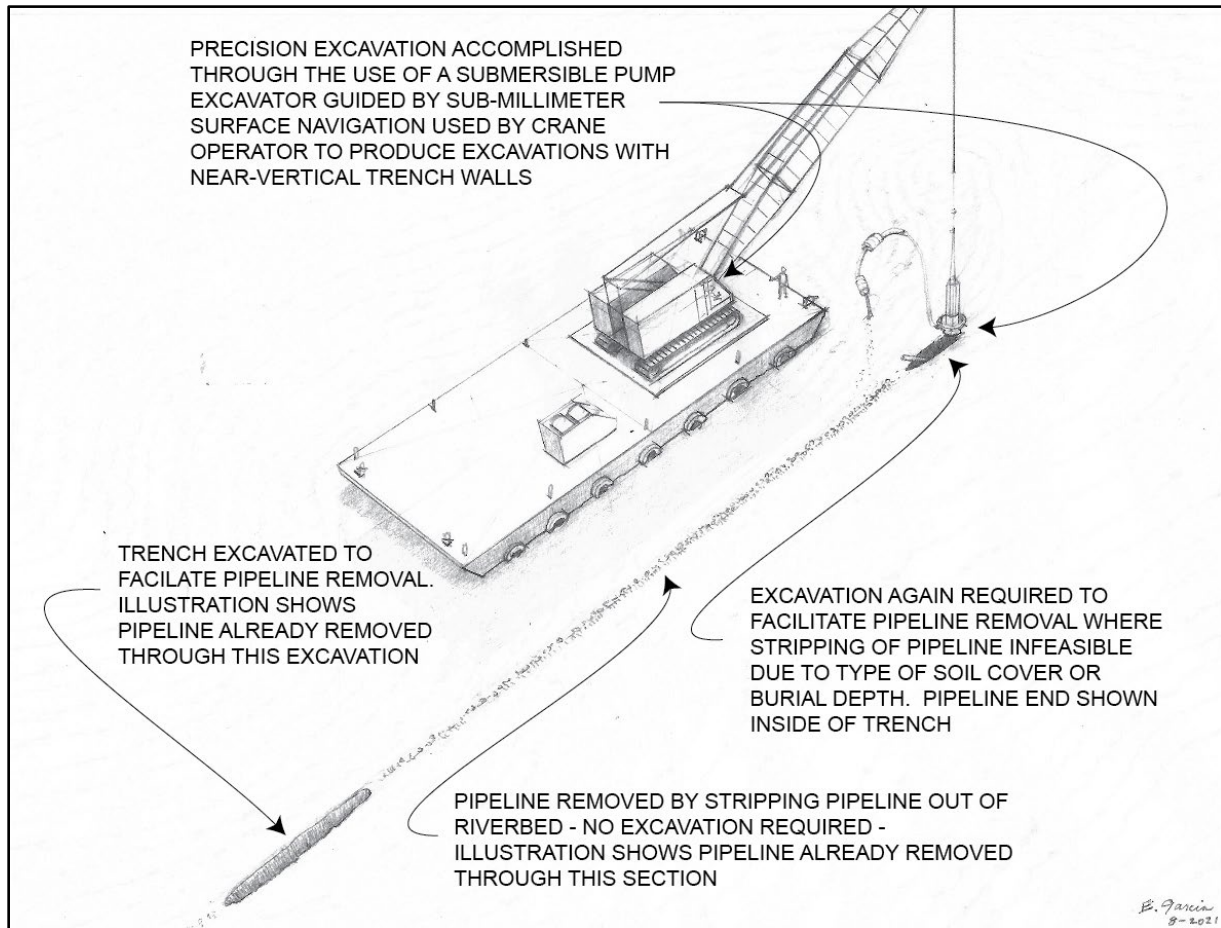 PRECISION EXCAVATION ACCOMPLISHED
THROUGH THE USE OF A SUBMERSIBLE PUMP
EXCAVATOR GUIDED BY SUB-MILLIMETER
SURFACE NAVIGATION USED BY CRANE
OPERATOR TO PRODUCE EXCAVATIONS WITH
NEAR-VERTICAL TRENCH WALLS
TRENCH EXCAVATED TO
FACILATE PIPELINE REMOVAL.
ILLUSTRATION SHOWS
PIPELINE ALREADY REMOVED
THROUGH THIS EXCAVATION
EXCAVATION AGAIN REQUIRED TO
FACILITATE PIPELINE REMOVAL WHERE
STRIPPING OF PIPELINE INFEASIBLE
DUE TO TYPE OF SOIL COVER OR
BURIAL DEPTH. PIPELINE END SHOWN
INSIDE OF TRENCH
PIPELINE REMOVED BY STRIPPING PIPELINE OUT OF
RIVERBED - NO EXCAVATION REQUIRED -
ILLUSTRATION SHOWS PIPELINE ALREADY REMOVED
THROUGH THIS SECTION
E. Garcia
8-2021